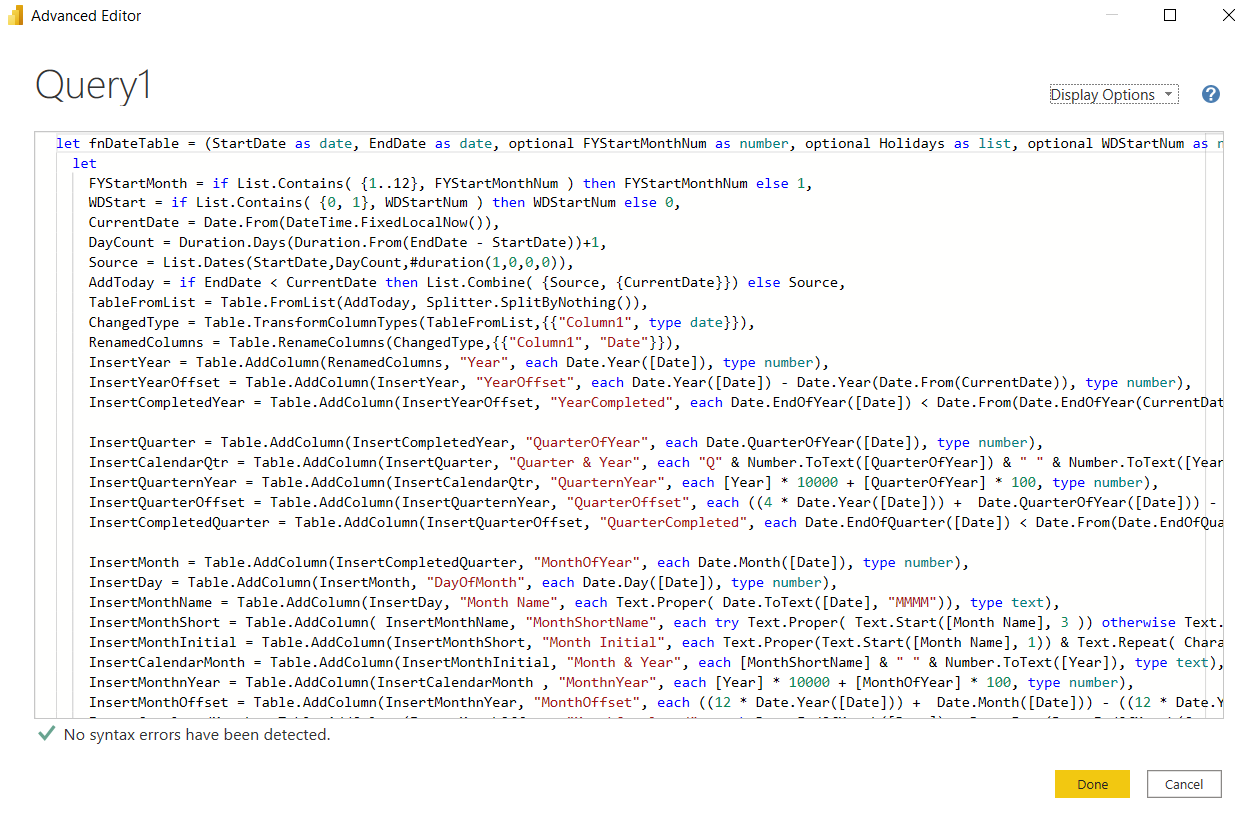 Advanced Editor
Query1
Display Options
?
let fnDateTable = (StartDate as date, EndDate as date, optional FYStartMonthNum as number, optional Holidays as list, optional WDStartNum as n
let
FYStartMonth = if List.Contains( {1..12}, FYStartMonthNum ) then FYStartMonthNum else 1,
WDStart = if List.Contains( {0, 1}, WDStartNum ) then WDStartNum else 0,
CurrentDate = Date.From(DateTime.FixedLocalNow()),
DayCount = Duration.Days(Duration.From(EndDate - StartDate))+1,
Source = List.Dates(StartDate,DayCount,#duration(1,0,0,0)),
AddToday = if EndDate < CurrentDate then List.Combine( {Source, {CurrentDate}}) else Source,
TableFromList = Table.FromList(AddToday, Splitter.SplitByNothing()),
ChangedType = Table.TransformColumnTypes(TableFromList,{{"Column1", type date}}),
RenamedColumns = Table.RenameColumns(ChangedType,{{"Column1", "Date"}}),
InsertYear = Table.AddColumn(RenamedColumns, "Year", each Date.Year([Date]), type number),
InsertYearOffset = Table.AddColumn(InsertYear, "YearOffset", each Date.Year([Date]) - Date.Year(Date.From(CurrentDate)), type number),
InsertCompletedYear = Table.AddColumn(InsertYearOffset, "YearCompleted", each Date.EndOfYear([Date]) < Date.From(Date.EndOfYear(CurrentDat
InsertQuarter = Table.AddColumn(InsertCompletedYear, "QuarterOfYear", each Date.QuarterOfYear([Date]), type number),
InsertCalendarQtr = Table.AddColumn(InsertQuarter, "Quarter & Year", each "Q" & Number.ToText([QuarterOfYear]) & " " & Number.ToText([Year
InsertQuarternYear = Table.AddColumn(InsertCalendarQtr, "QuarternYear", each [Year] * 10000 + [QuarterOfYear] * 100, type number),
InsertQuarterOffset = Table.AddColumn(InsertQuarternYear, "QuarterOffset", each ((4 * Date.Year([Date])) +  Date.QuarterOfYear([Date])) -
InsertCompletedQuarter = Table.AddColumn(InsertQuarterOffset, "QuarterCompleted", each Date.EndOfQuarter([Date]) < Date.From(Date.EndOfQua
InsertMonth = Table.AddColumn(InsertCompletedQuarter, "MonthOfYear", each Date.Month([Date]), type number),
InsertDay = Table.AddColumn(InsertMonth, "DayOfMonth", each Date.Day([Date]), type number),
InsertMonthName = Table.AddColumn(InsertDay, "Month Name", each Text.Proper( Date.ToText([Date], "MMMM")), type text),
InsertMonthShort = Table.AddColumn( InsertMonthName, "MonthShortName", each try Text.Proper( Text.Start([Month Name], 3 )) otherwise Text.
InsertMonthInitial = Table.AddColumn(InsertMonthShort, "Month Initial", each Text.Proper(Text.Start([Month Name], 1)) & Text.Repeat( Chara
InsertCalendarMonth = Table.AddColumn(InsertMonthInitial, "Month & Year", each [MonthShortName] & " " & Number.ToText([Year]), type text),
InsertMonthnYear = Table.AddColumn(InsertCalendarMonth , "MonthnYear", each [Year] * 10000 + [MonthOfYear] * 100, type number),
InsertMonthOffset = Table.AddColumn(InsertMonthnYear, "MonthOffset", each ((12 * Date.Year([Date])) +  Date.Month([Date])) - ((12 * Date.Y
No syntax errors have been detected.
Done
Cancel